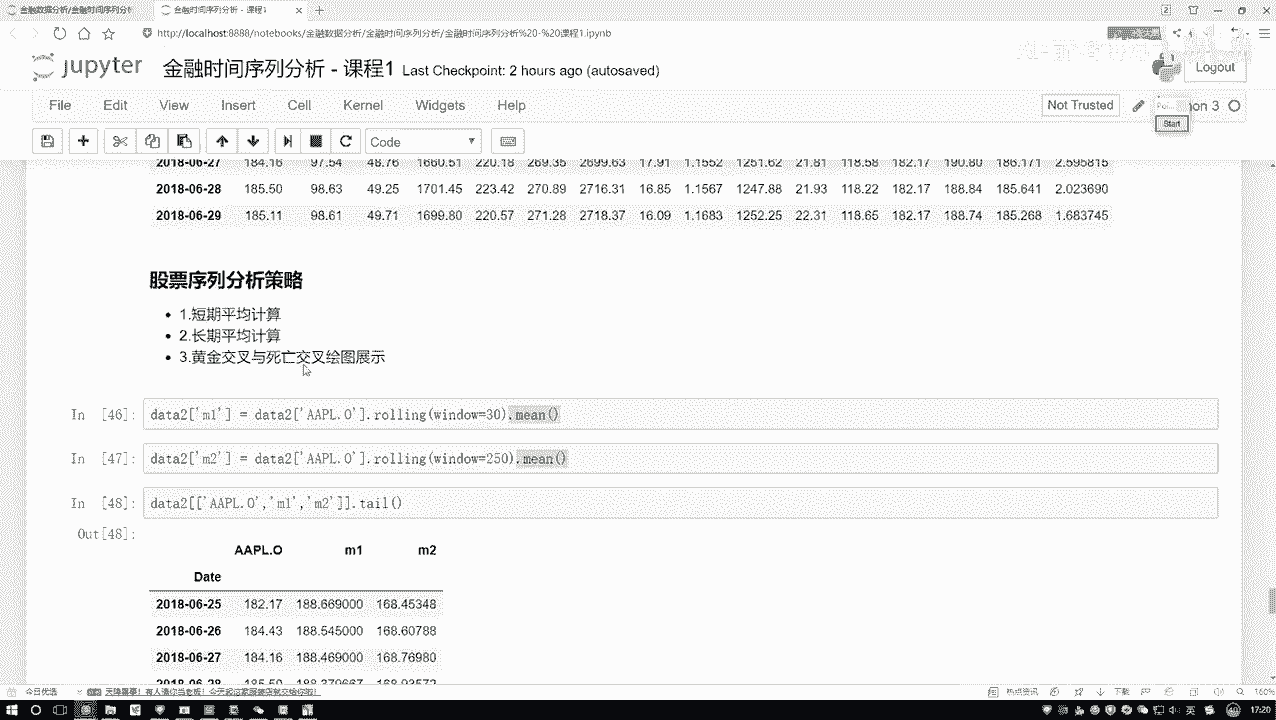 金融数据分析/金融时间序列分析
金融时间序列分析 - 课程1
http://localhost:8888/notebooks/金融数据分析/金融时间序列分析/金融时间序列分析%20-%20课程1.ipynb
jupyter 金融时间序列分析 - 课程1 Last Checkpoint: 2 hours ago (autosaved)
Logout
File Edit View Insert Cell Kernel Widgets Help
Not Trusted
Start
Code
2018-06-27 184.16 97.54 48.76 1660.51 220.18 269.35 2699.63 17.91 1.1552 1251.62 21.81 118.58 182.17 190.80 186.171 2.595815
2018-06-28 185.50 98.63 49.25 1701.45 223.42 270.89 2716.31 16.85 1.1567 1247.88 21.93 118.22 182.17 188.84 185.641 2.023690
2018-06-29 185.11 98.61 49.71 1699.80 220.57 271.28 2718.37 16.09 1.1683 1252.25 22.31 118.65 182.17 188.74 185.268 1.683745
股票序列分析策略
1.短期平均计算
2.长期平均计算
3.黄金交叉与死亡交叉绘图展示
In [46]: data2['m1'] = data2['AAPL.O'].rolling(window=30).mean()
In [47]: data2['m2'] = data2['AAPL.O'].rolling(window=250).mean()
In [48]: data2[['AAPL.O','m1','m2']].tail()
Out[48]:
AAPL.O m1 m2
Date
2018-06-25 182.17 188.669000 168.45348
2018-06-26 184.43 188.545000 168.60788
2018-06-27 184.16 188.469000 168.76980
今日优选
热点资讯
下载
160%
英
17:20